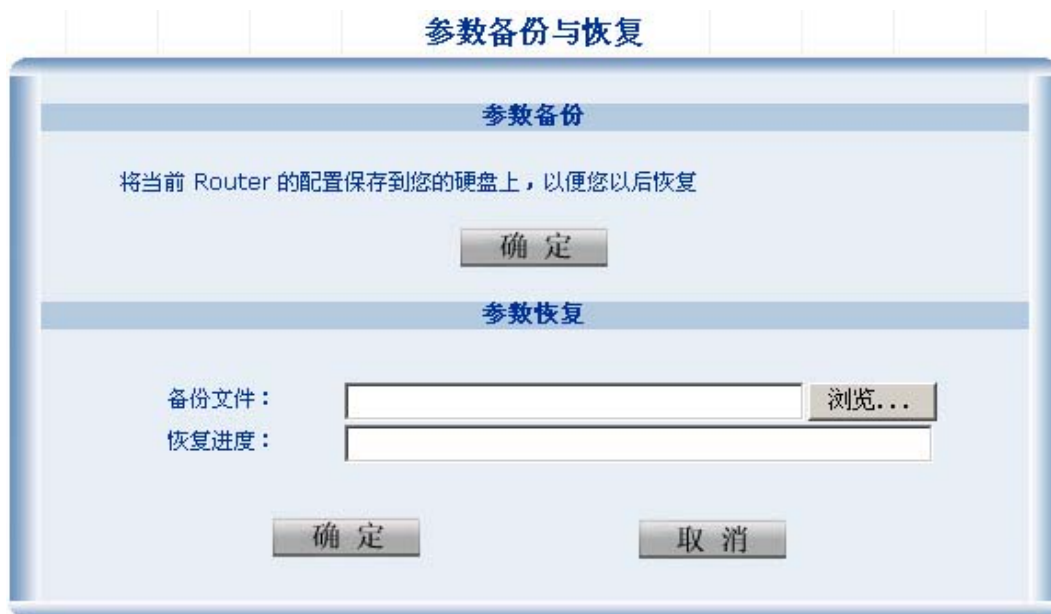 参数备份与恢复
参数备份
将当前 Router 的配置保存到您的硬盘上，以便您以后恢复
确 定
参数恢复
备份文件： 浏览...
恢复进度：
确 定 取 消